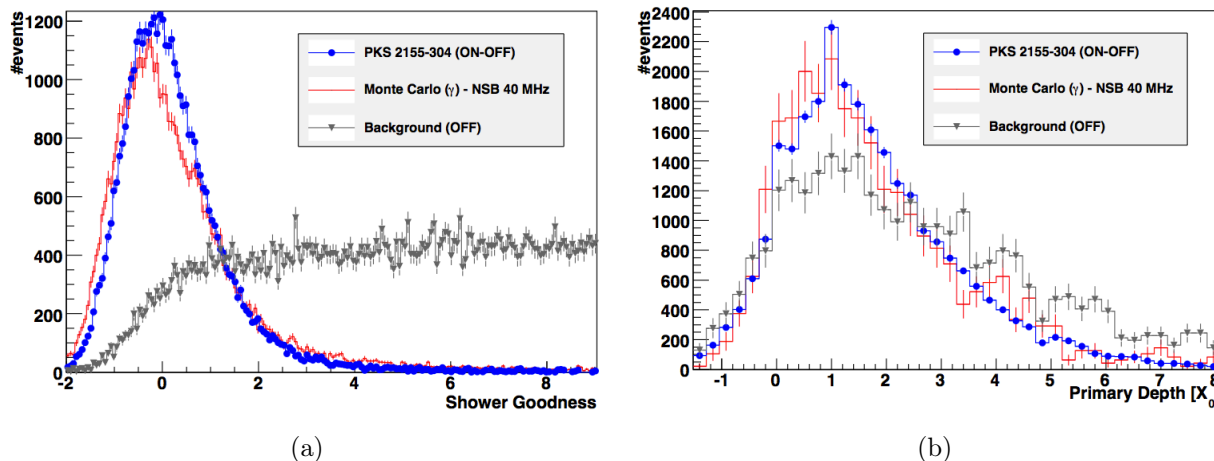 #events
1200
1000
800
600
400
200
0
-2 0 2 4 6 8
Shower Goodness
PKS 2155-304 (ON-OFF)
Monte Carlo (γ) - NSB 40 MHz
Background (OFF)
(a)
#events
2400
2200
2000
1800
1600
1400
1200
1000
800
600
400
200
0
-1 0 1 2 3 4 5 6 7 8
Primary Depth [X0
PKS 2155-304 (ON-OFF)
Monte Carlo (γ) - NSB 40 MHz
Background (OFF)
(b)